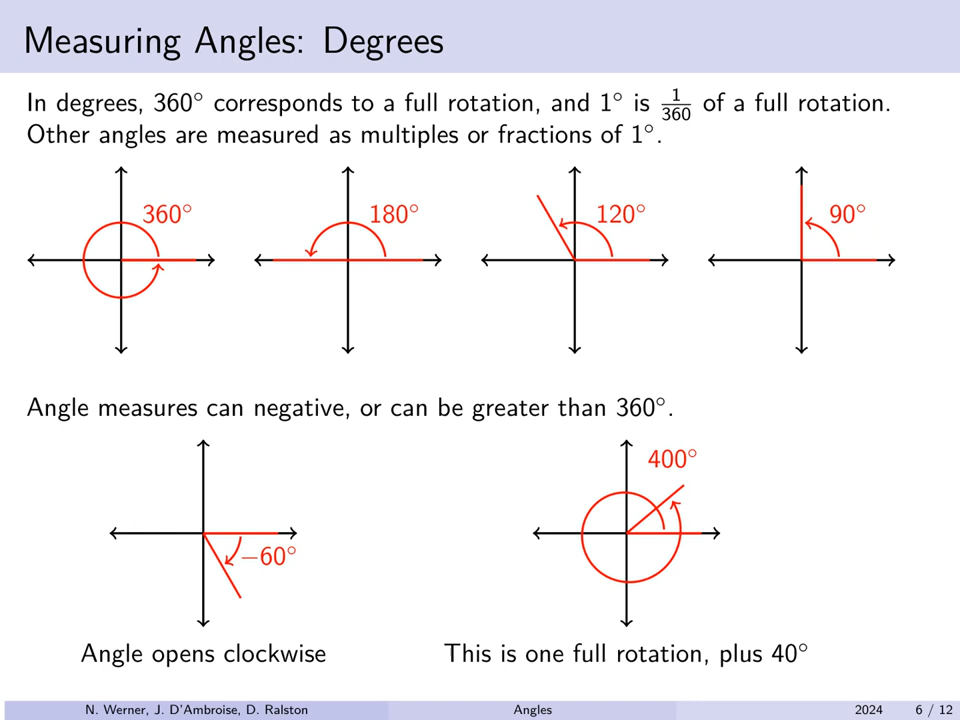 Measuring Angles: Degrees
In degrees, 360° corresponds to a full rotation, and 1° is 1/360 of a full rotation.
Other angles are measured as multiples or fractions of 1°.
360° 180° 120° 90°
Angle measures can negative, or can be greater than 360°.
400°
−60°
Angle opens clockwise This is one full rotation, plus 40°
N. Werner, J. D'Ambroise, D. Ralston Angles 2024 6 / 12